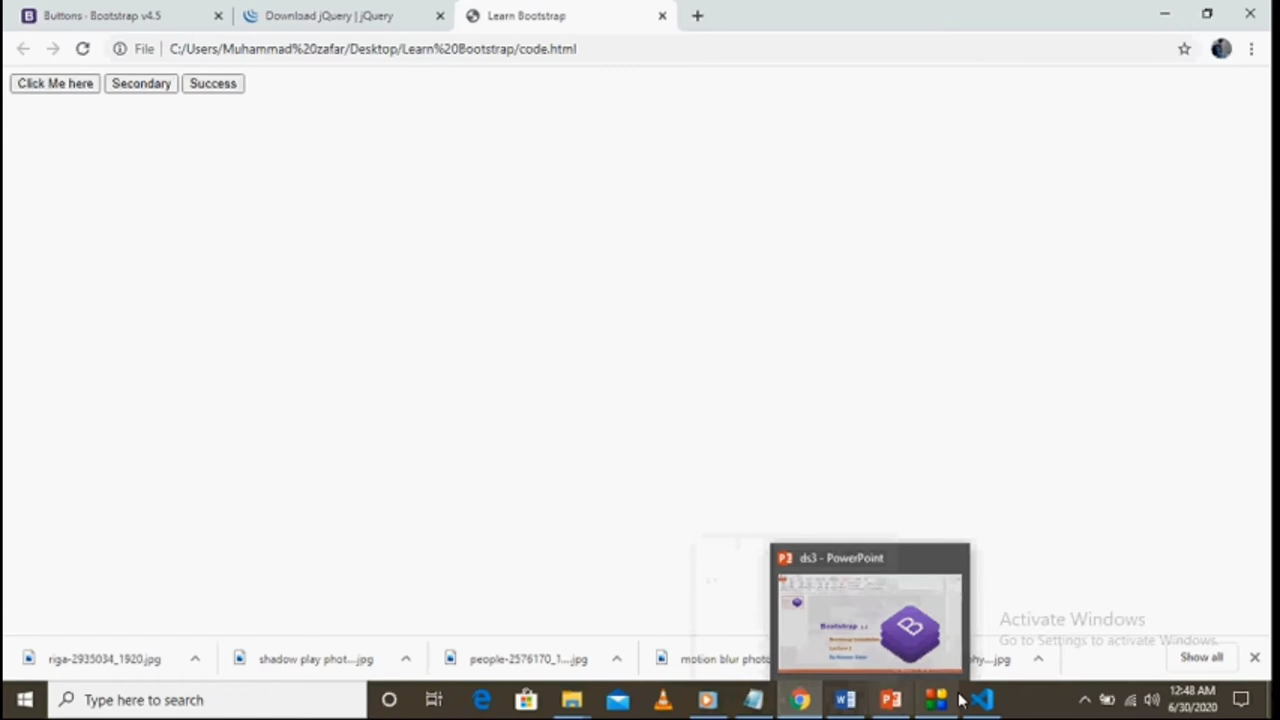 Buttons · Bootstrap v4.5
Download jQuery | jQuery
Learn Bootstrap
File
C:/Users/Muhammad%20zafar/Desktop/Learn%20Bootstrap/code.html
Click Me here
Secondary
Success
ds3 - PowerPoint
Bootstrap
Activate Windows
Go to Settings to activate Windows.
riga-2935034_1920.jpg
shadow play phot....jpg
people-2576170_1....jpg
motion blur photo
hy...jpg
Show all
Type here to search
12:48 AM
6/30/2020